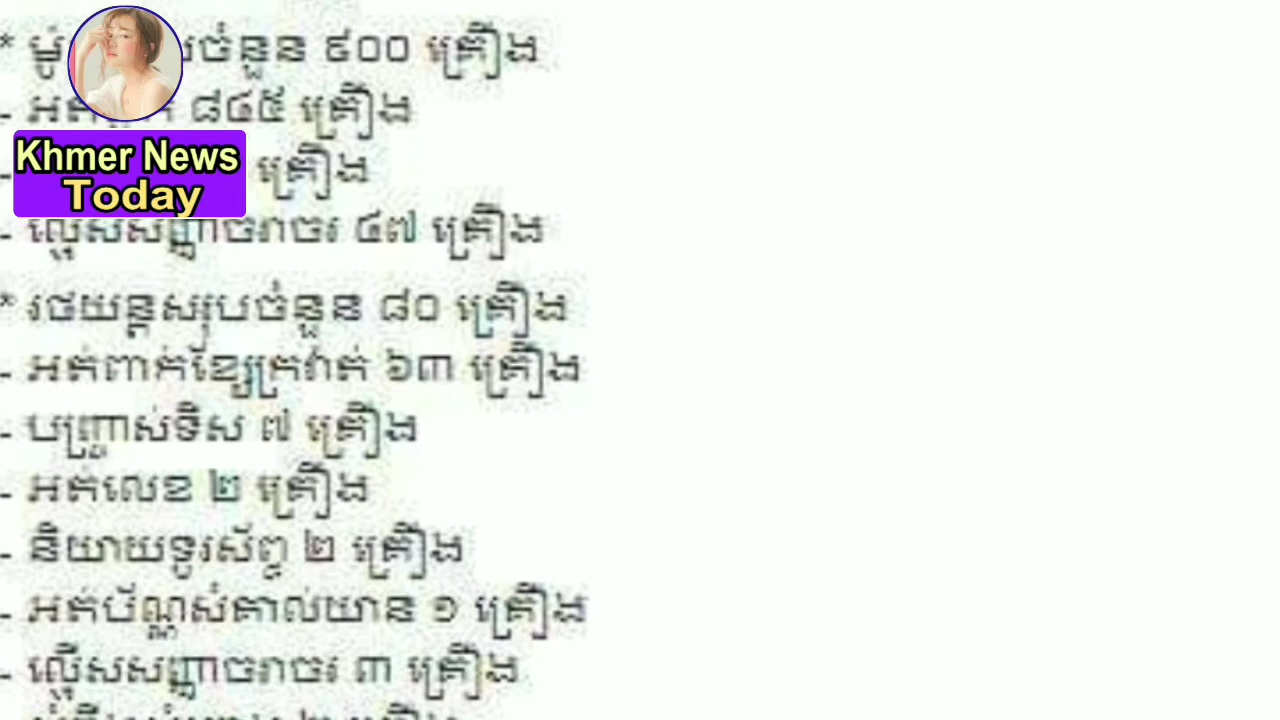 * ចំនួន ៩០០ គ្រឿង
- ៨៤៥ គ្រឿង
Khmer News
Today
- គ្រឿង
- ល្មើសសញ្ញាចរាចរ ៤៧ គ្រឿង
* រថយន្តសរុបចំនួន ៨០ គ្រឿង
- អត់ពាក់ខ្សែក្រវ៉ាត់ ៦៣ គ្រឿង
- បញ្ច្រាស់ទិស ៧ គ្រឿង
- អត់លេខ ២ គ្រឿង
- និយាយទូរស័ព្ទ ២ គ្រឿង
- អត់ប័ណ្ណសំគាល់យាន ១ គ្រឿង
- ល្មើសសញ្ញាចរាចរ ៣ គ្រឿង